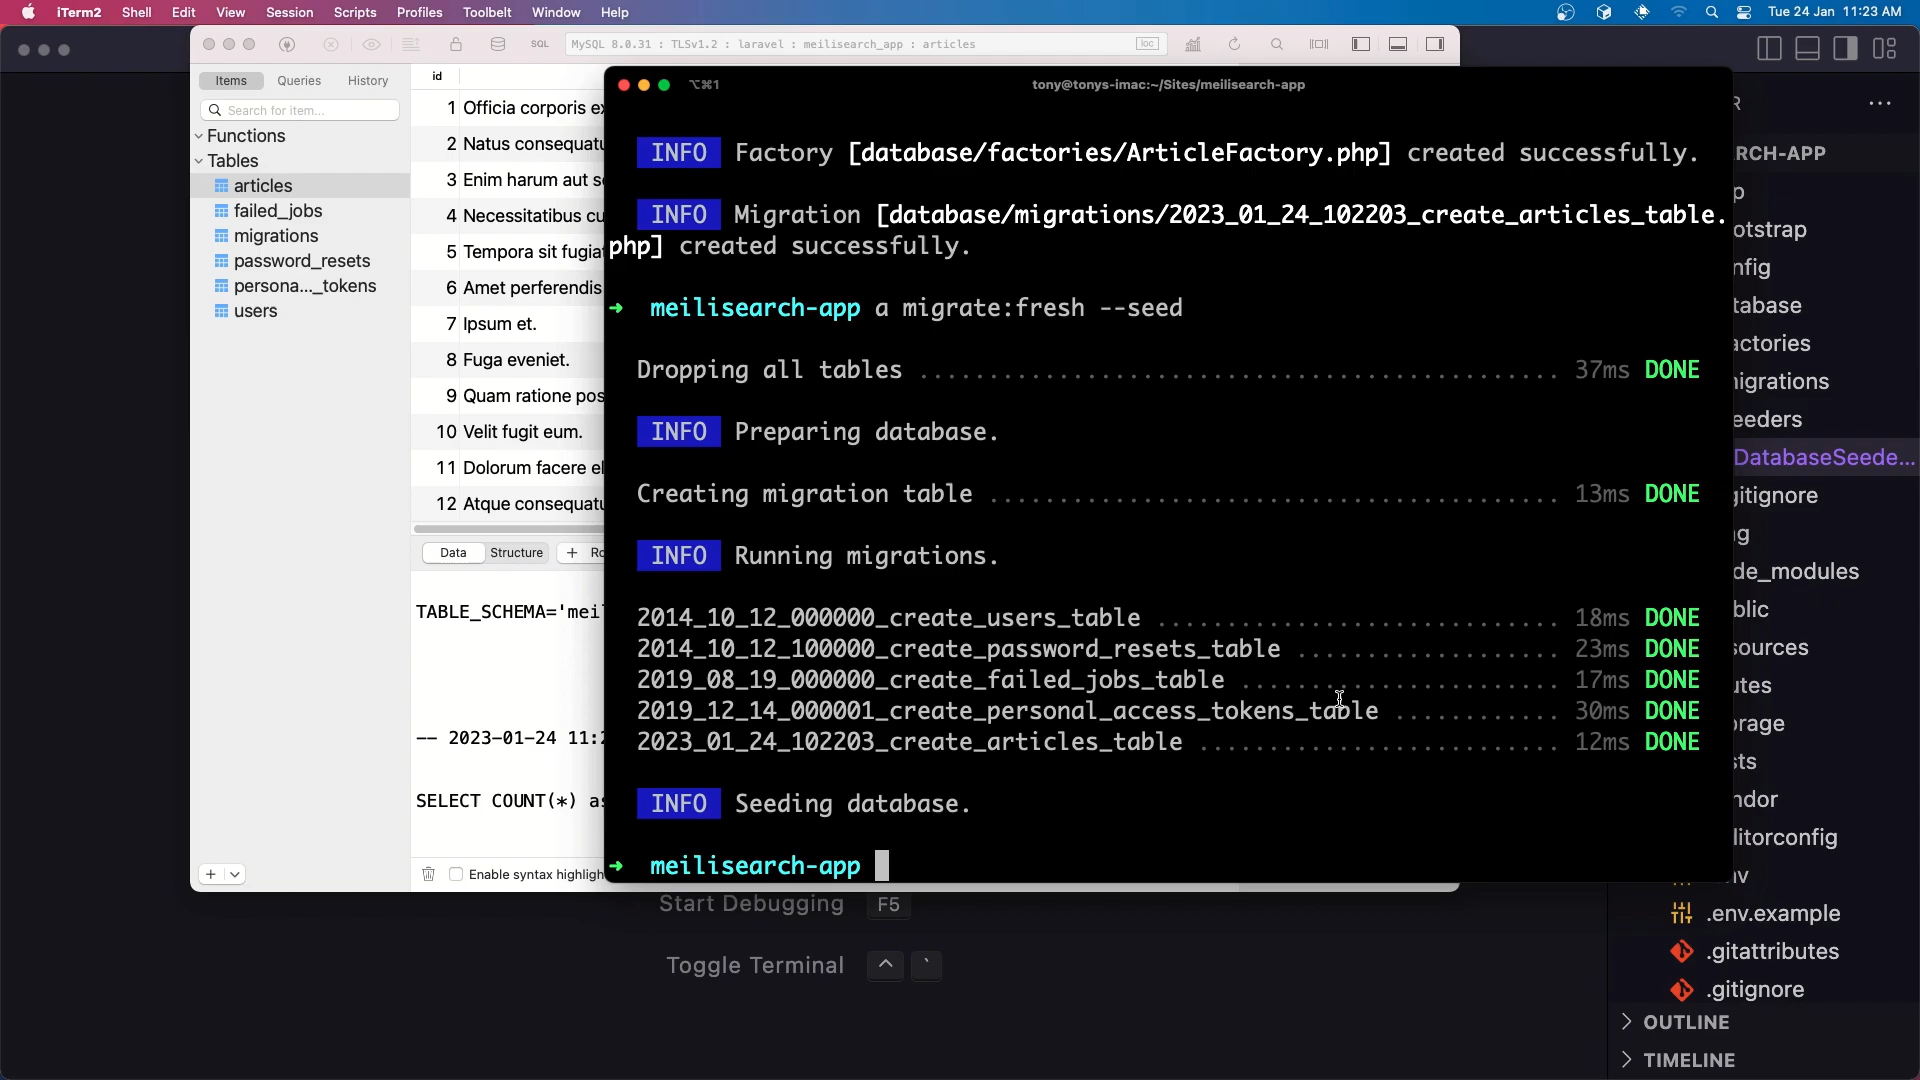 iTerm2 Shell Edit View Session Scripts Profiles Toolbelt Window Help Tue 24 Jan 11:23 AM
SQL MySQL 8.0.31 : TLSv1.2 : laravel : meilisearch_app : articles loc
Items Queries History
Search for item...
Functions
Tables
articles
failed_jobs
migrations
password_resets
persona..._tokens
users
id
1 Officia corporis ex
2 Natus consequatu
3 Enim harum aut s
4 Necessitatibus cu
5 Tempora sit fugia
6 Amet perferendis
7 Ipsum et.
8 Fuga eveniet.
9 Quam ratione pos
10 Velit fugit eum.
11 Dolorum facere el
12 Atque consequatu
Data Structure + Ro
TABLE_SCHEMA='meil
-- 2023-01-24 11:2
SELECT COUNT(*) as
Enable syntax highligh
⌥⌘1 tony@tonys-imac:~/Sites/meilisearch-app
INFO Factory [database/factories/ArticleFactory.php] created successfully.
INFO Migration [database/migrations/2023_01_24_102203_create_articles_table.
php] created successfully.
→ meilisearch-app a migrate:fresh --seed
Dropping all tables .............................................. 37ms DONE
INFO Preparing database.
Creating migration table ......................................... 13ms DONE
INFO Running migrations.
2014_10_12_000000_create_users_table ............................. 18ms DONE
2014_10_12_100000_create_password_resets_table ................... 23ms DONE
2019_08_19_000000_create_failed_jobs_table ....................... 17ms DONE
2019_12_14_000001_create_personal_access_tokens_table ............ 30ms DONE
2023_01_24_102203_create_articles_table .......................... 12ms DONE
INFO Seeding database.
→ meilisearch-app
Start Debugging F5
Toggle Terminal ^ `
R ...
RCH-APP
p
otstrap
nfig
tabase
actories
igrations
eeders
DatabaseSeede...
gitignore
ng
de_modules
blic
sources
utes
rage
sts
ndor
litorconfig
nv
.env.example
.gitattributes
.gitignore
OUTLINE
TIMELINE